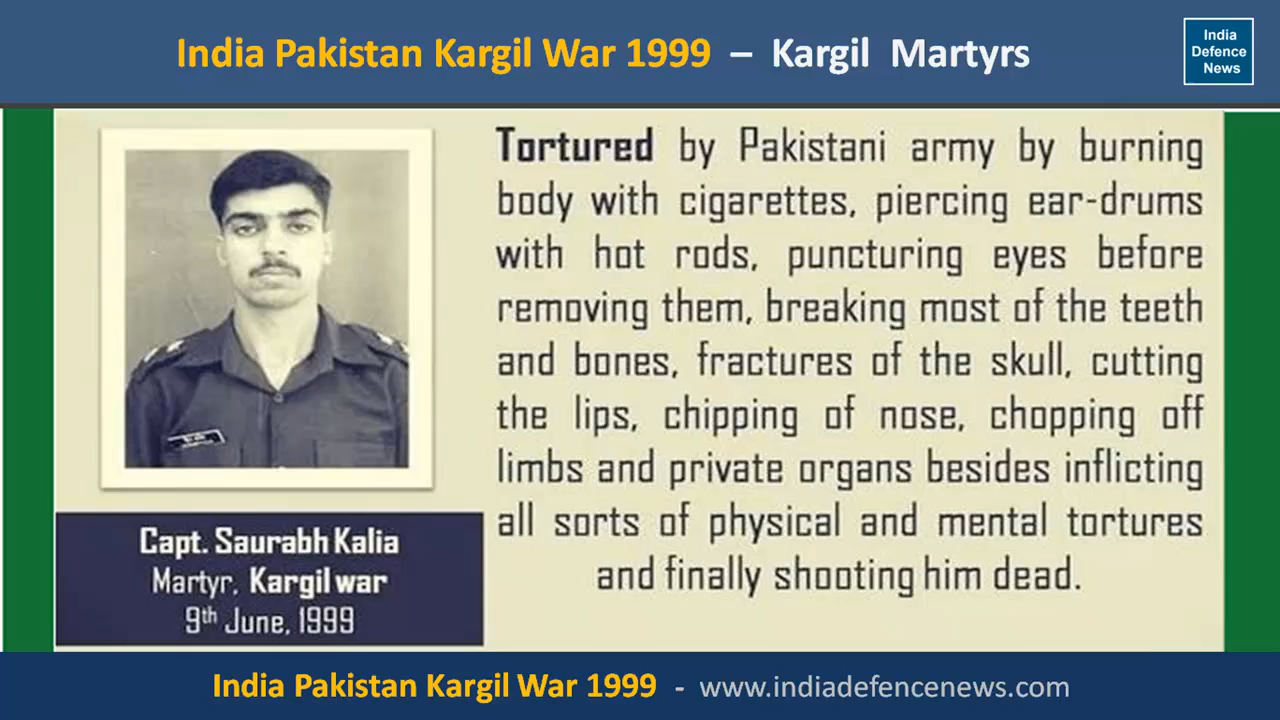 India Pakistan Kargil War 1999 – Kargil Martyrs
India
Defence
News
Tortured by Pakistani army by burning
body with cigarettes, piercing ear-drums
with hot rods, puncturing eyes before
removing them, breaking most of the teeth
and bones, fractures of the skull, cutting
the lips, chipping of nose, chopping off
limbs and private organs besides inflicting
all sorts of physical and mental tortures
and finally shooting him dead.
Capt. Saurabh Kalia
Martyr, Kargil war
9th June, 1999
India Pakistan Kargil War 1999 - www.indiadefencenews.com